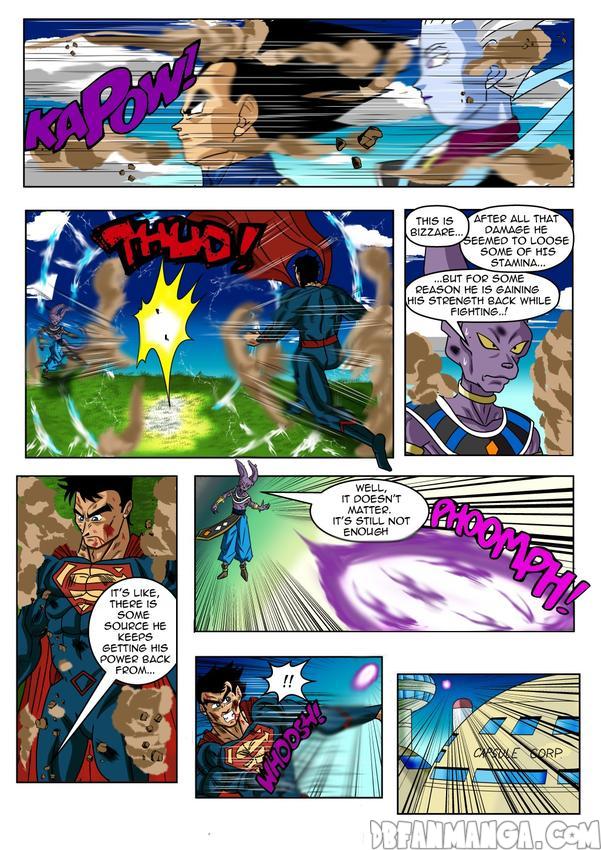 KAPOW!
THUD!
THIS IS
BIZZARE...
AFTER ALL THAT
DAMAGE HE
SEEMED TO LOOSE
SOME OF HIS
STAMINA...
...BUT FOR SOME
REASON HE IS GAINING
HIS STRENGTH BACK WHILE
FIGHTING..!
IT'S LIKE,
THERE IS
SOME
SOURCE HE
KEEPS
GETTING HIS
POWER BACK
FROM...
WELL,
IT DOESN'T
MATTER.
IT'S STILL NOT
ENOUGH
PHOOMPH!
!!
WHOOSH!
CAPSULE CORP
DBFANMANGA.COM